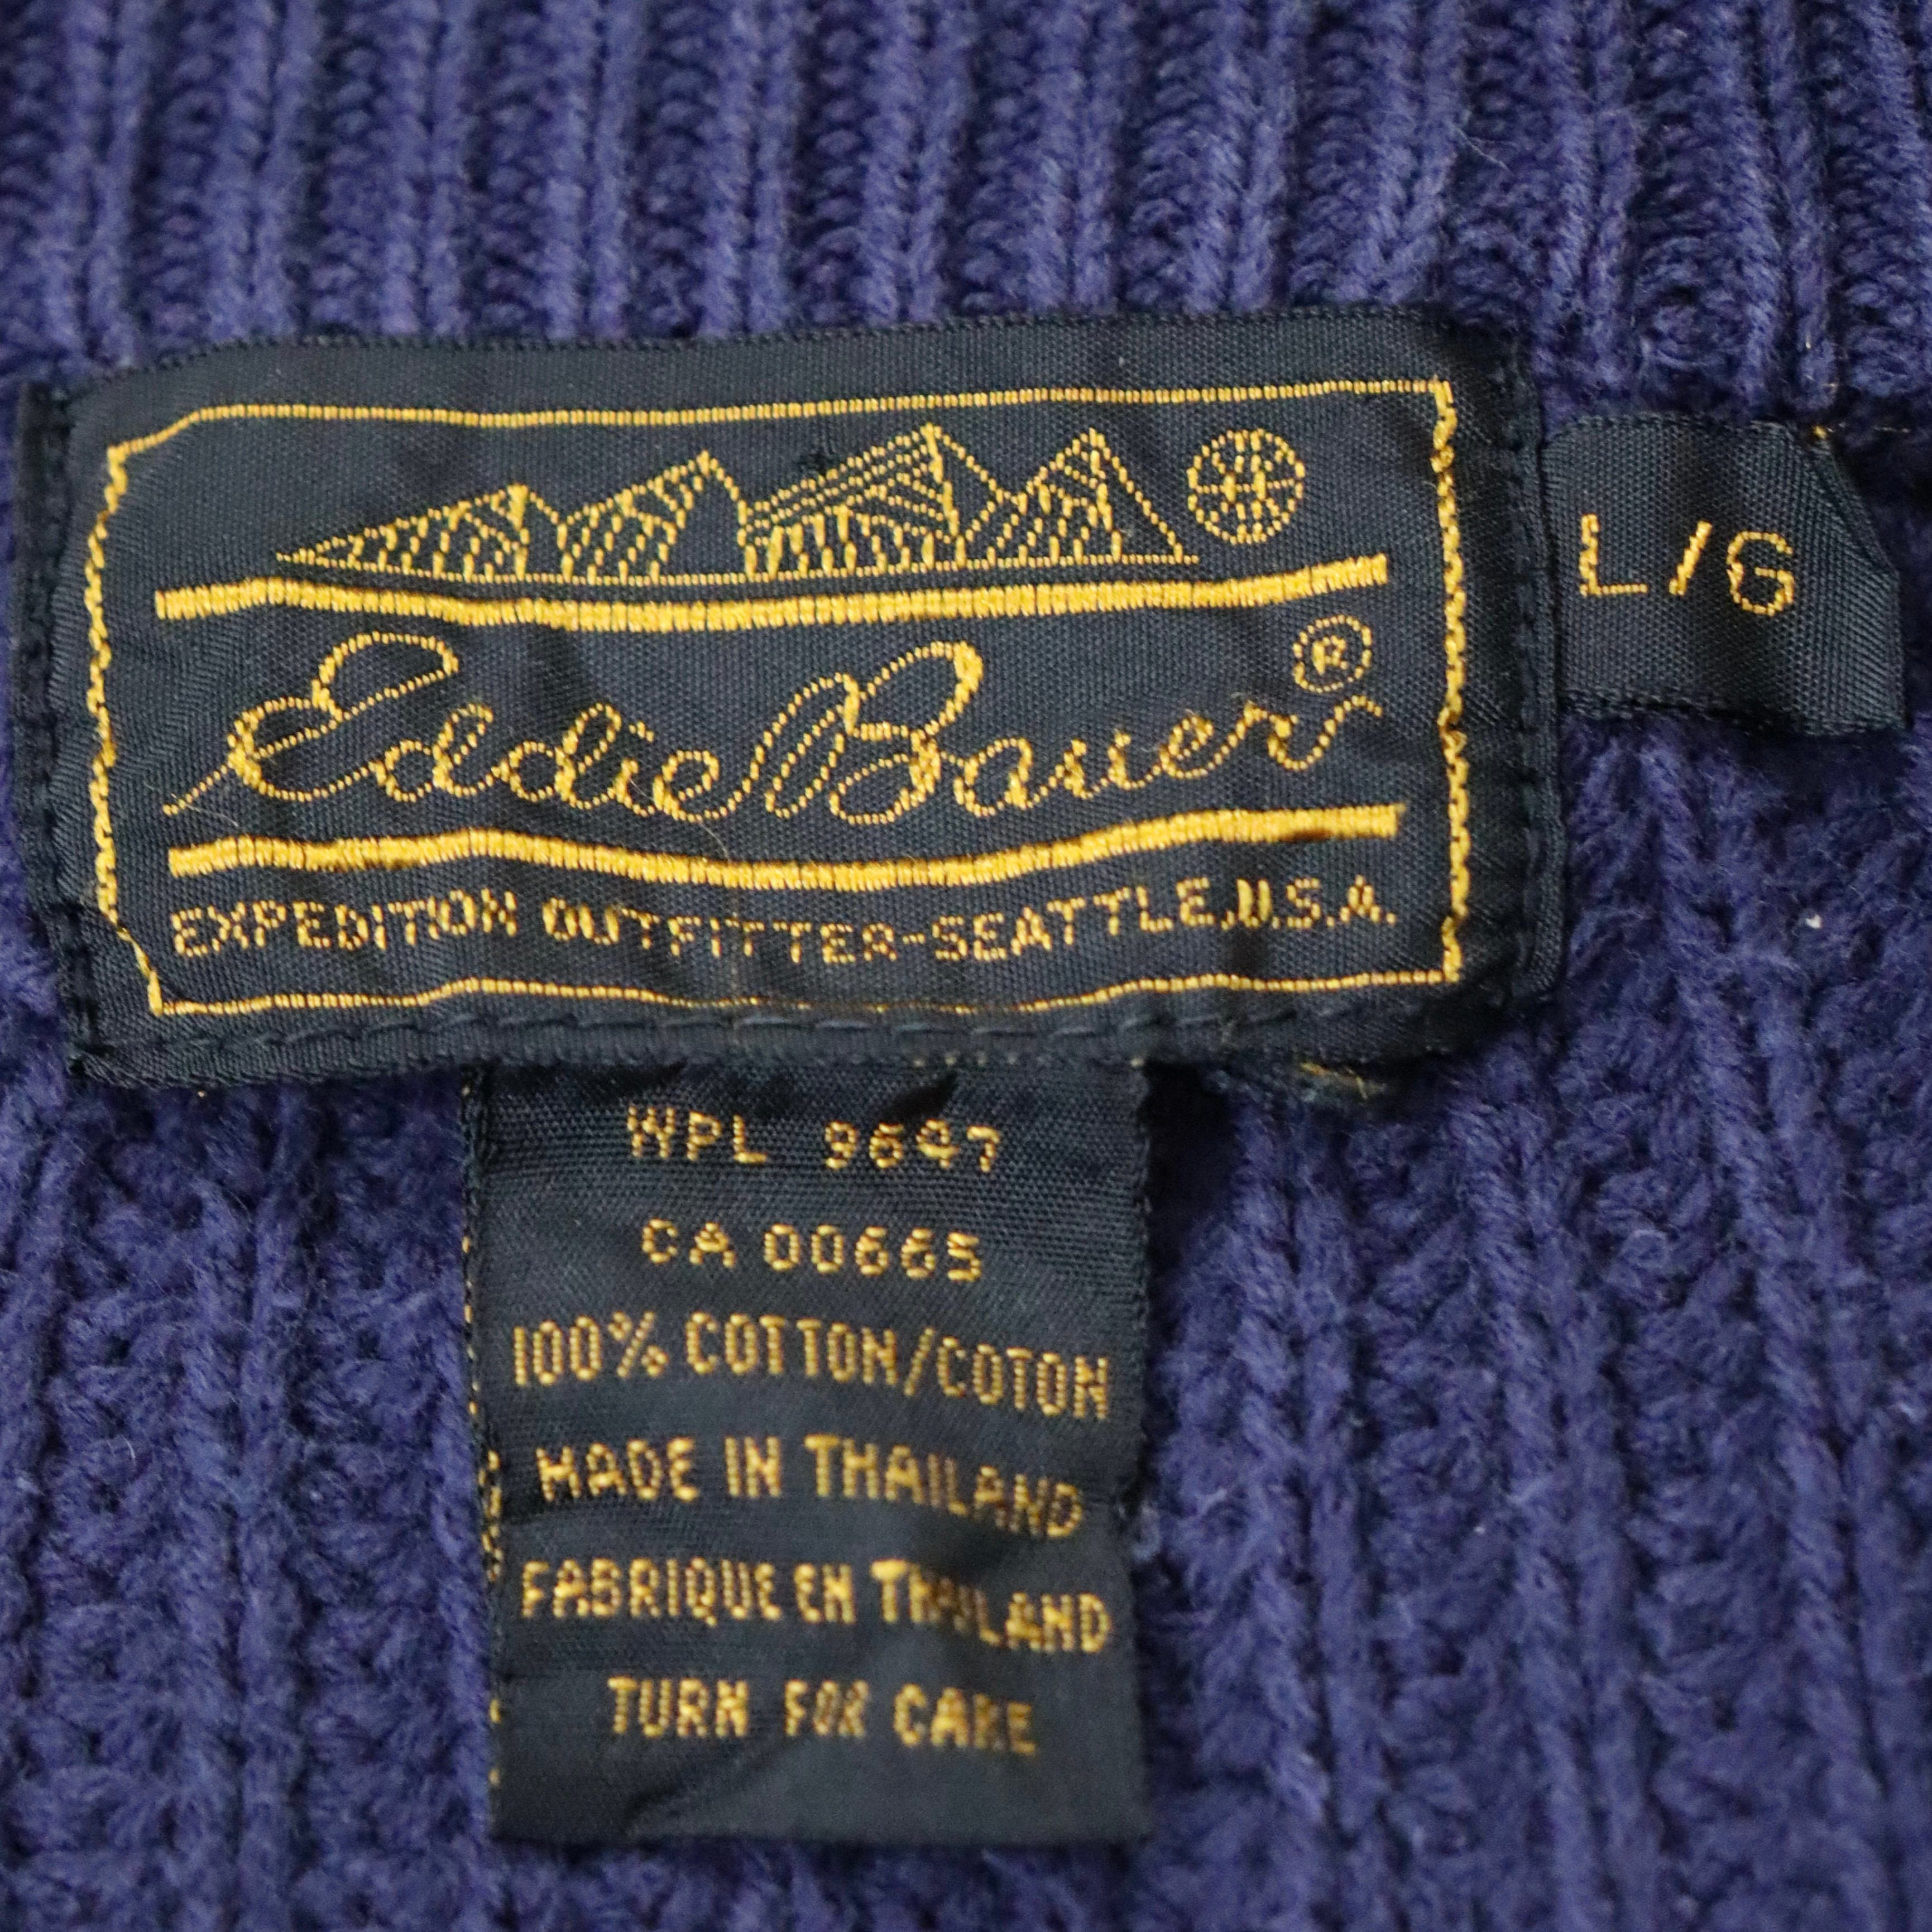 Eddie Bauer®
L/G
EXPEDITION OUTFITTER-SEATTLE,U.S.A.
WPL 9647
CA 00665
100% COTTON/COTON
MADE IN THAILAND
FABRIQUE EN THAILAND
TURN FOR CARE